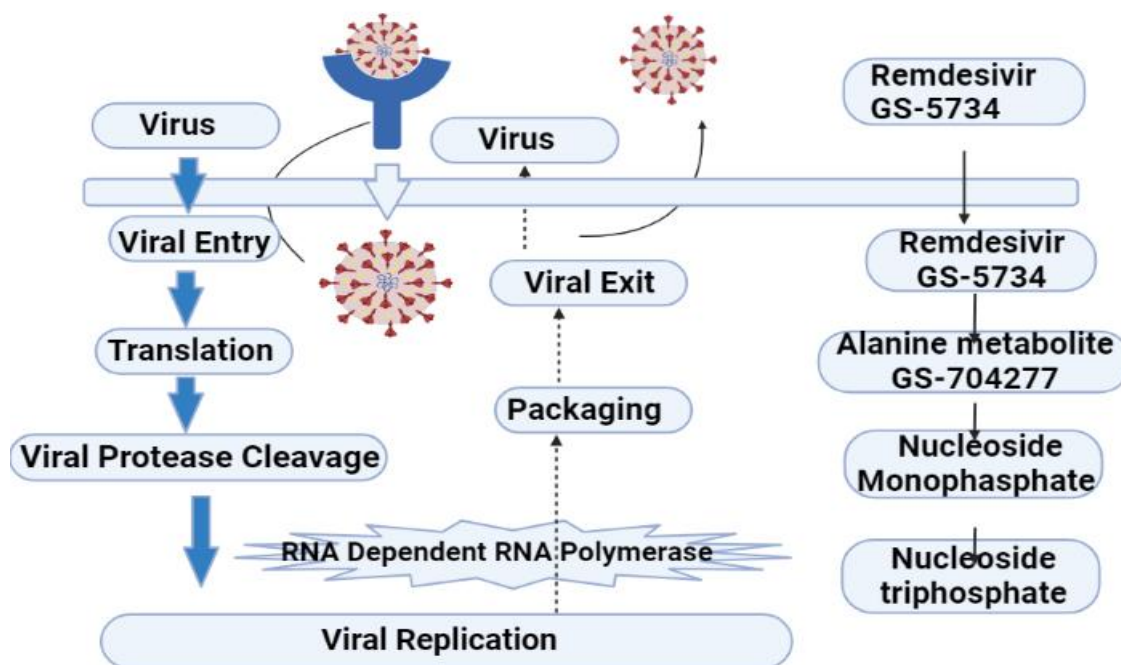 Virus
Viral Entry
Translation
Viral Protease Cleavage
RNA Dependent RNA Polymerase
Viral Replication
Packaging
Viral Exit
Virus
Remdesivir
GS-5734
Remdesivir
GS-5734
Alanine metabolite
GS-704277
Nucleoside
Monophasphate
Nucleoside
triphosphate